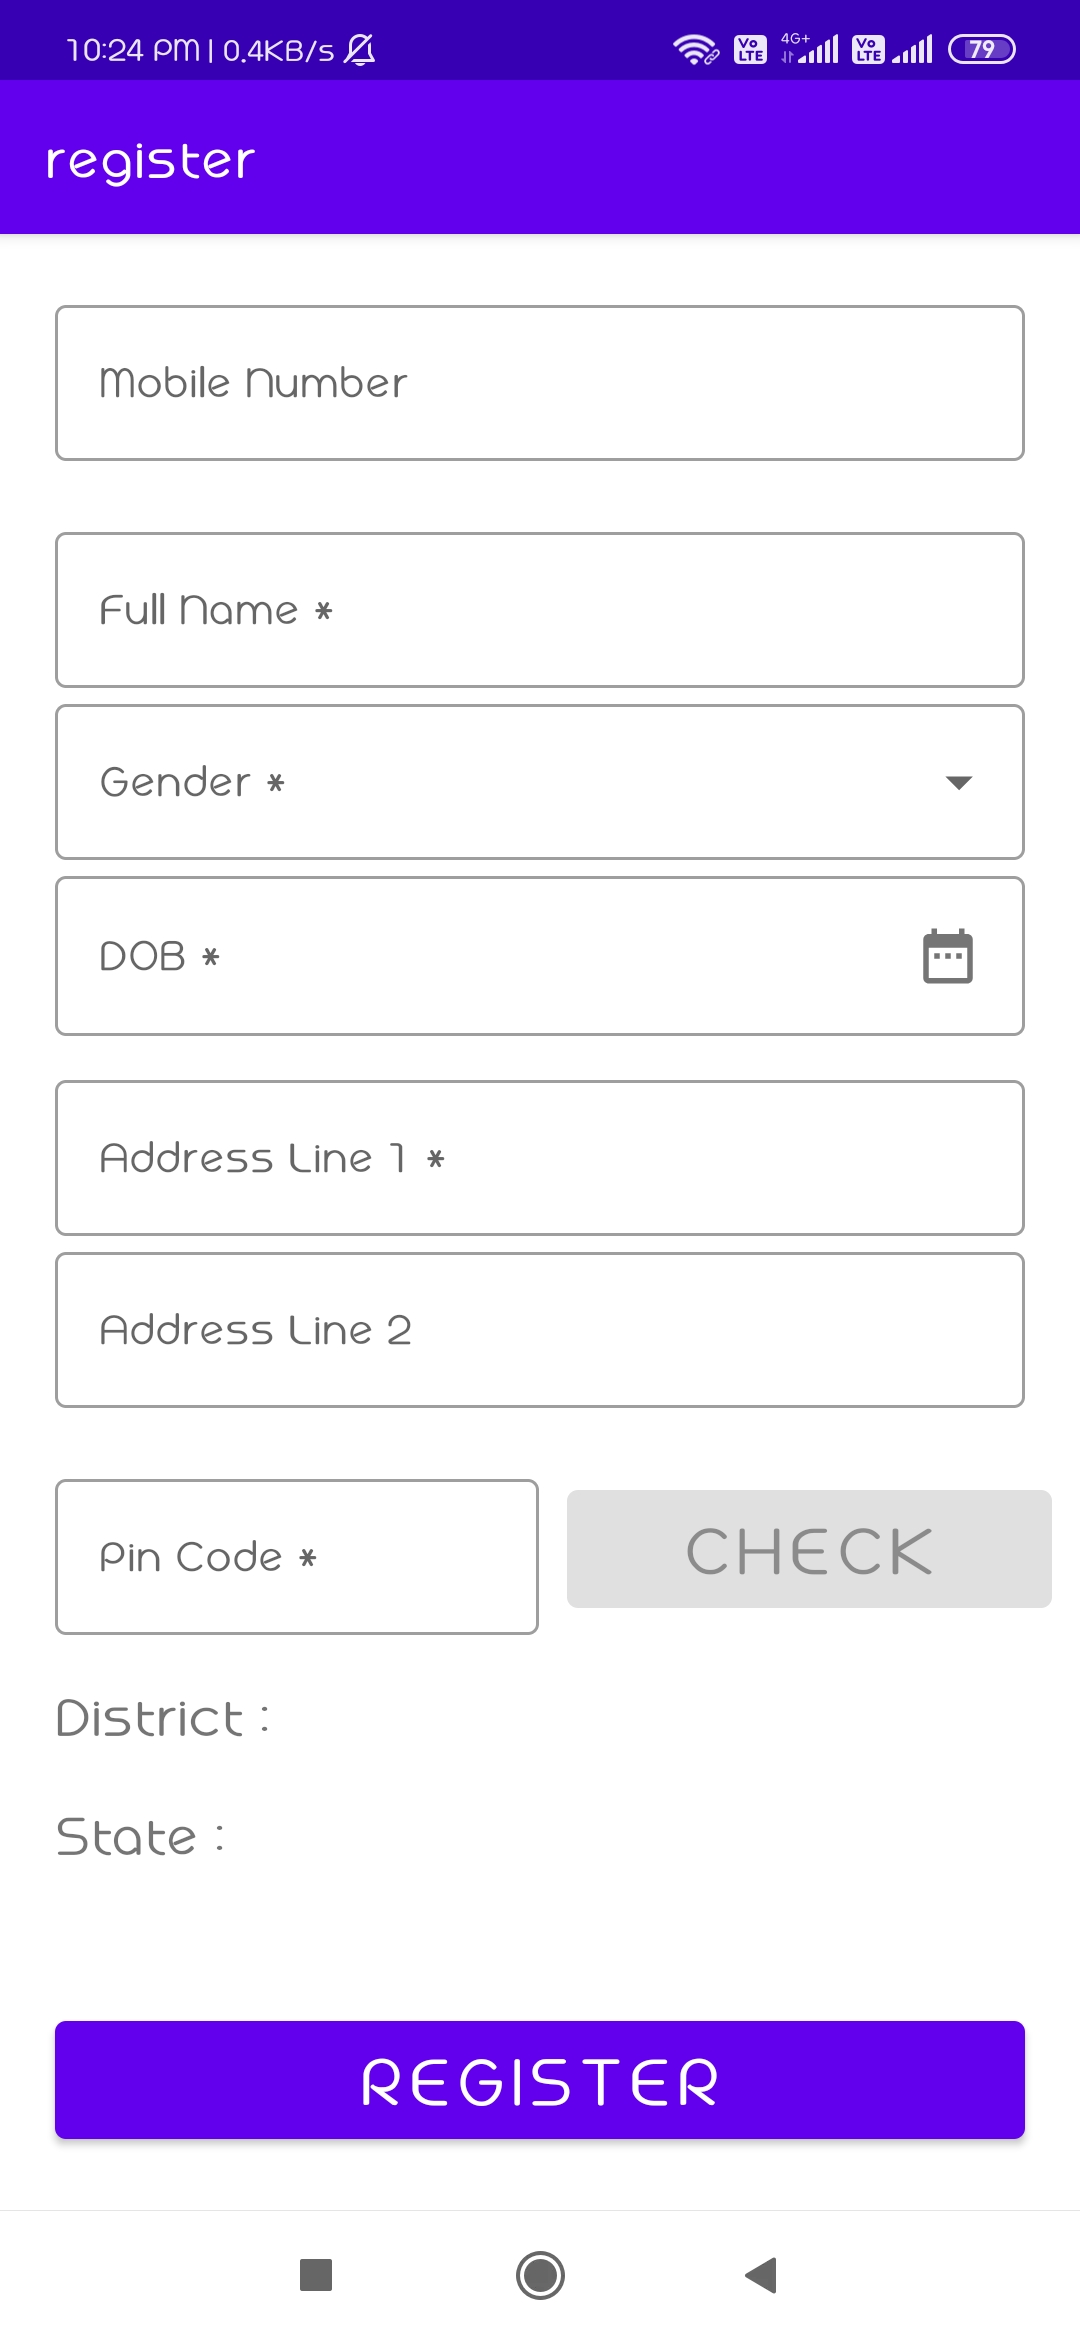 10:24 PM | 0.4KB/s Vo LTE 4G+ Vo LTE 79
register
Mobile Number
Full Name *
Gender *
DOB *
Address Line 1 *
Address Line 2
Pin Code * CHECK
District :
State :
REGISTER